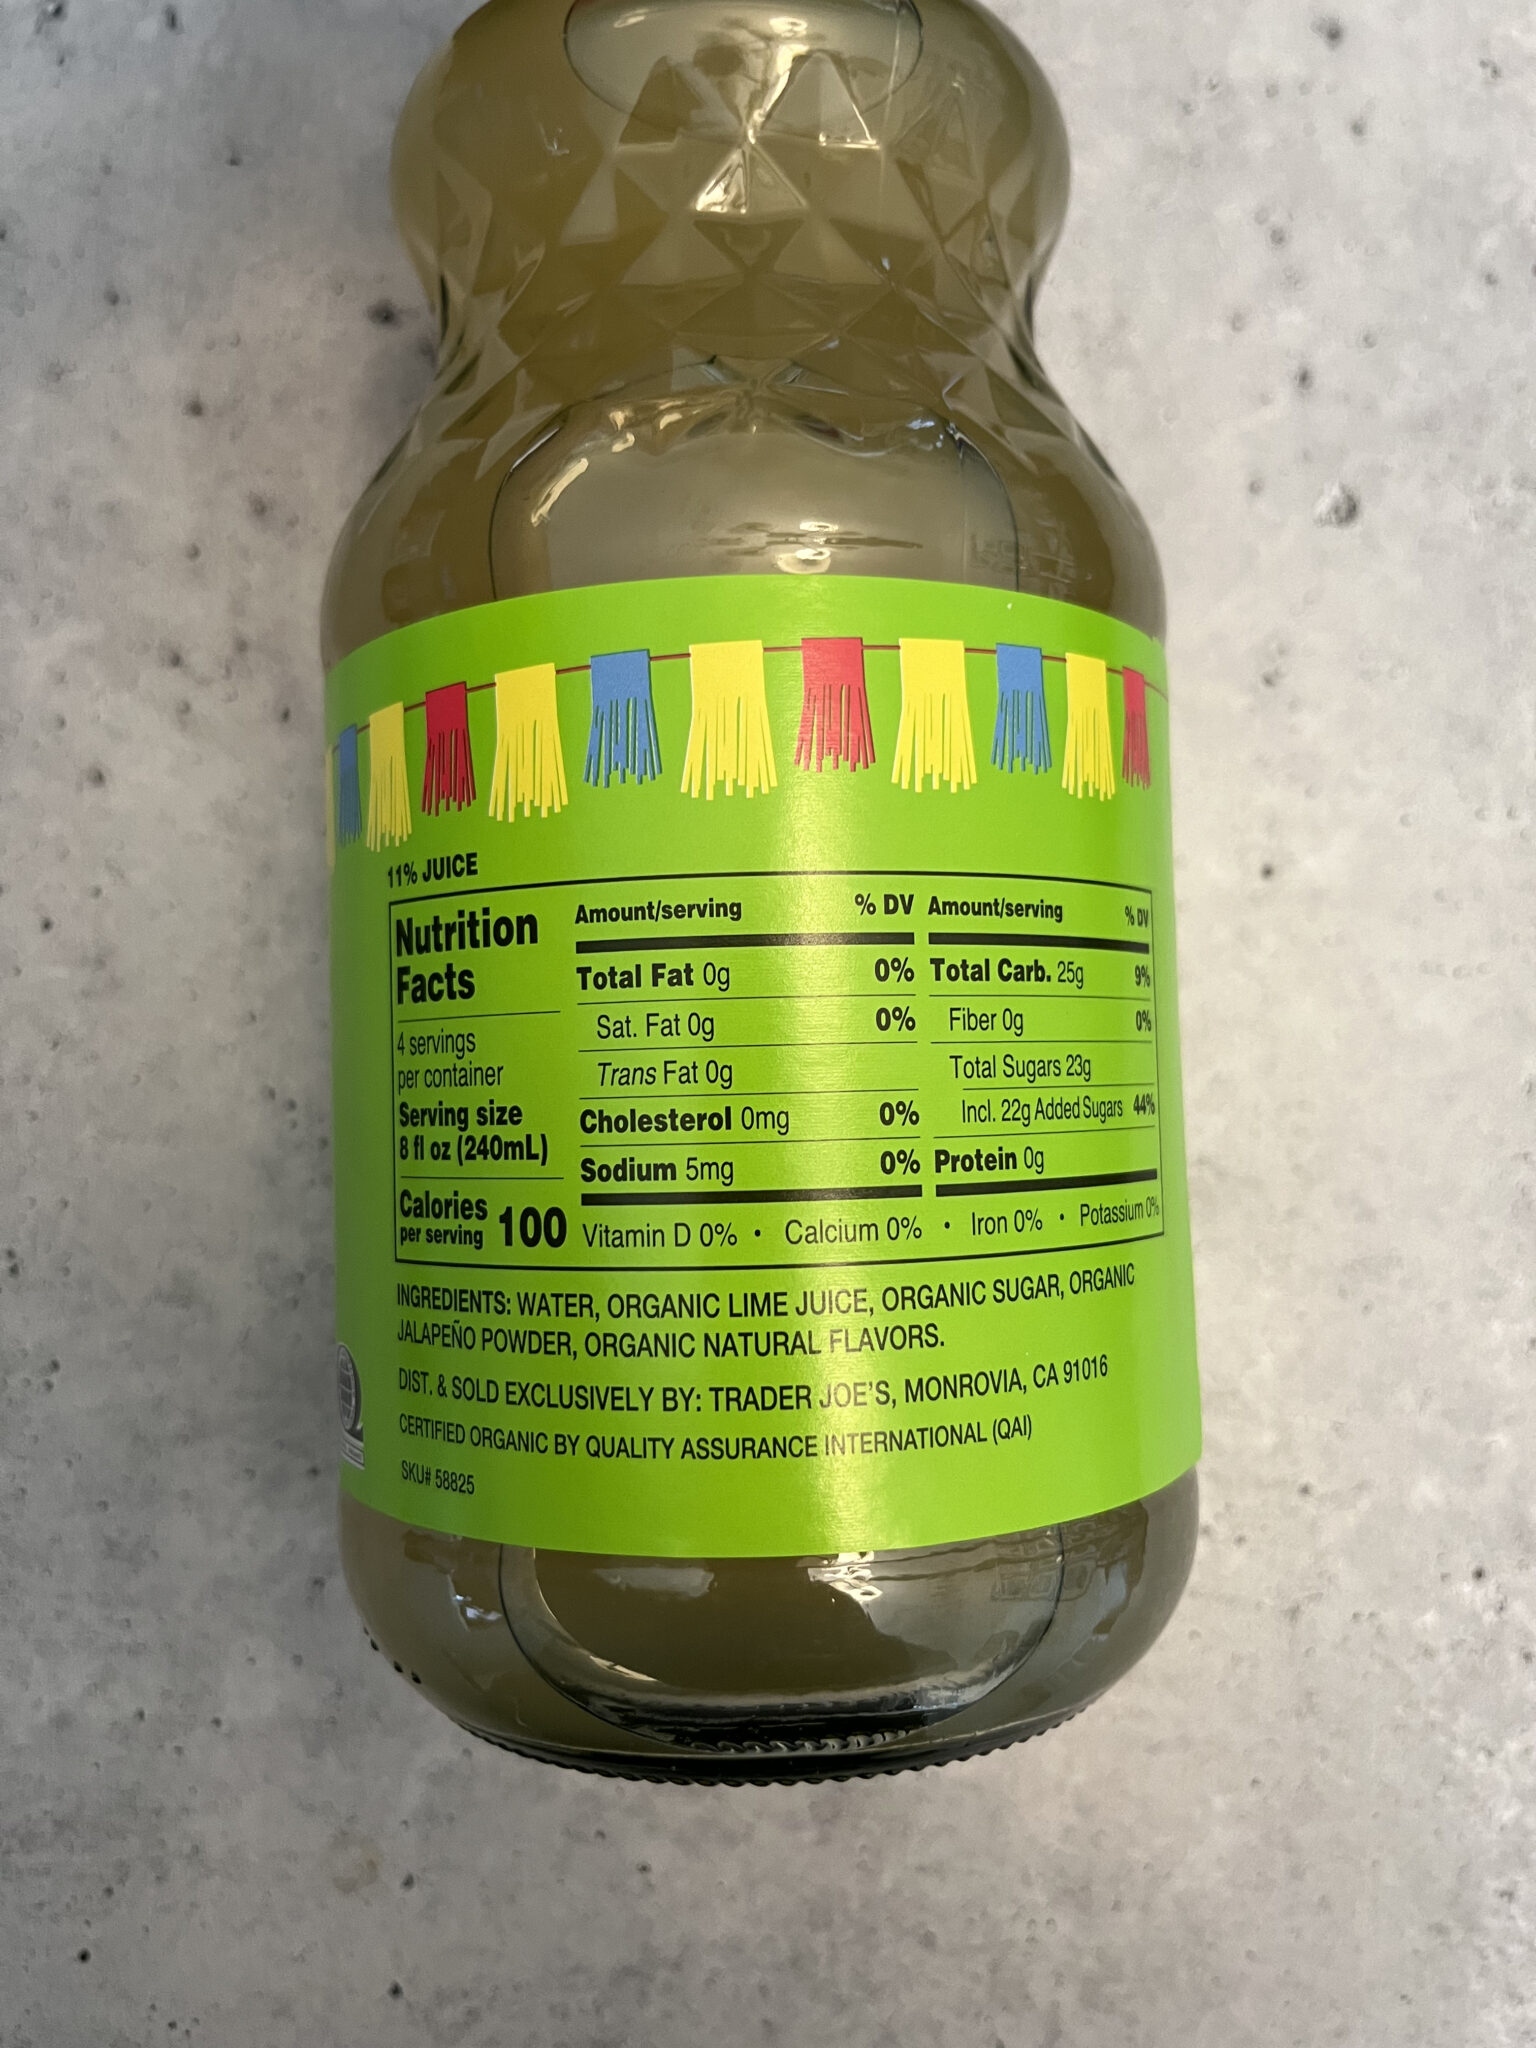 11% JUICE
Nutrition
Facts
4 servings
per container
Serving size
8 fl oz (240mL)
Calories
per serving 100
Amount/serving % DV
Total Fat 0g 0%
Sat. Fat 0g 0%
Trans Fat 0g
Cholesterol 0mg 0%
Sodium 5mg 0%
Amount/serving % DV
Total Carb. 25g 9%
Fiber 0g 0%
Total Sugars 23g
Incl. 22g Added Sugars 44%
Protein 0g
Vitamin D 0% • Calcium 0% • Iron 0% • Potassium 0%
INGREDIENTS: WATER, ORGANIC LIME JUICE, ORGANIC SUGAR, ORGANIC
JALAPEÑO POWDER, ORGANIC NATURAL FLAVORS.
DIST. & SOLD EXCLUSIVELY BY: TRADER JOE'S, MONROVIA, CA 91016
CERTIFIED ORGANIC BY QUALITY ASSURANCE INTERNATIONAL (QAI)
SKU# 58825